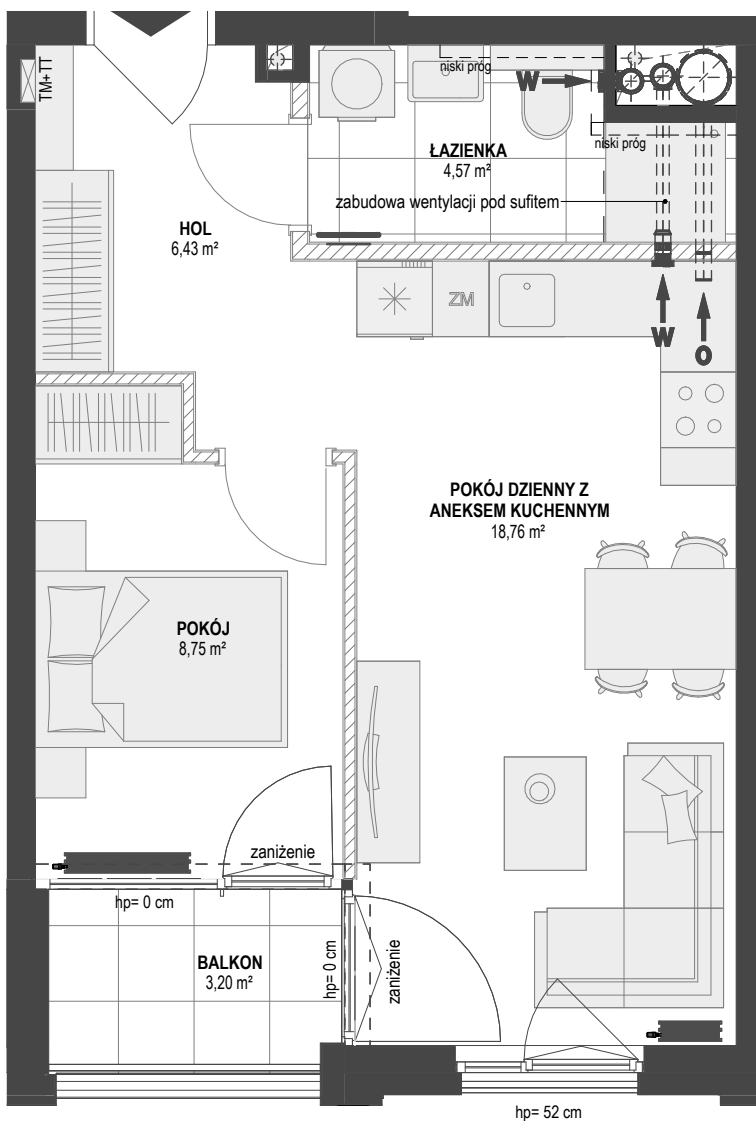 TM+ TT
niski próg
W
niski próg
ŁAZIENKA
4,57 m²
zabudowa wentylacji pod sufitem
HOL
6,43 m²
ZM
W
O
POKÓJ DZIENNY Z
ANEKSEM KUCHENNYM
18,76 m²
POKÓJ
8,75 m²
zaniżenie
hp= 0 cm
BALKON
3,20 m²
hp= 0 cm
zaniżenie
hp= 52 cm